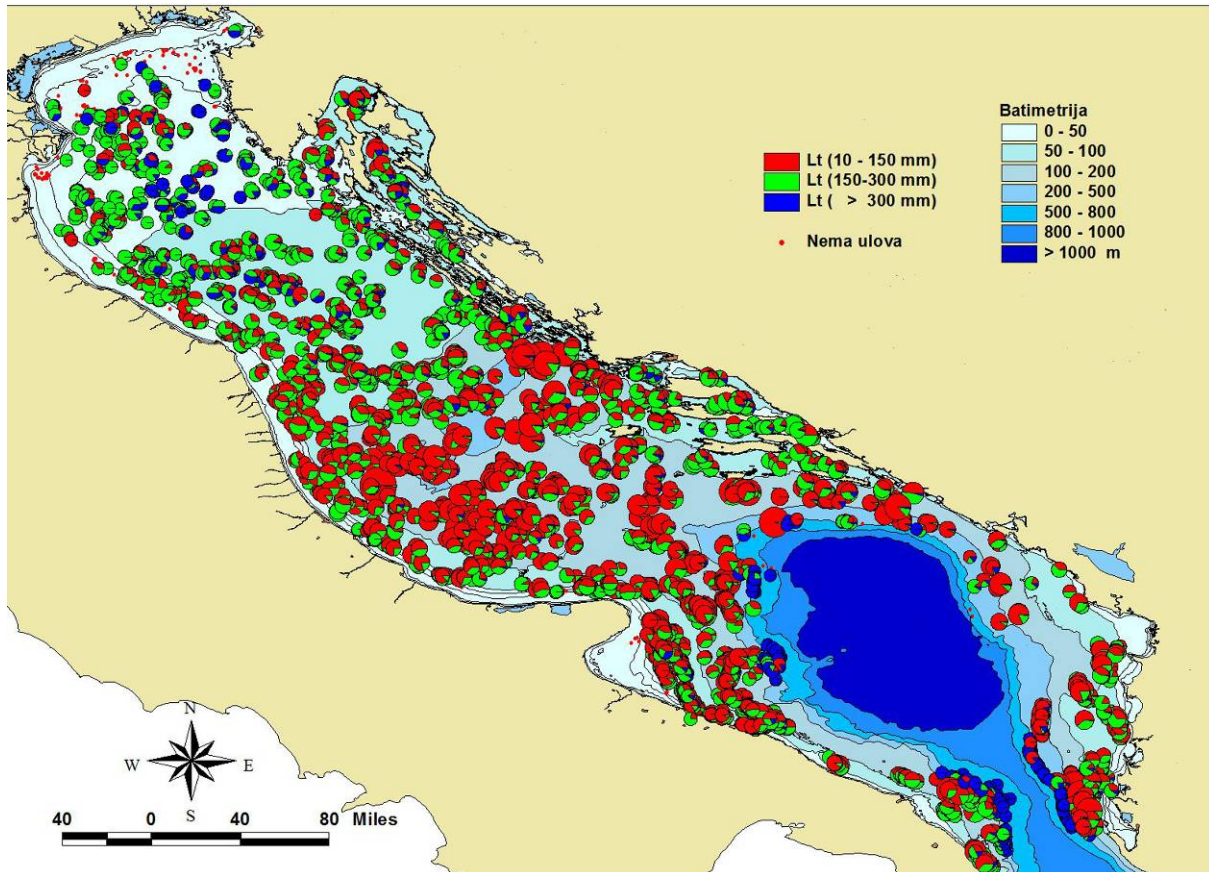 Batimetrija
0 - 50
50 - 100
100 - 200
200 - 500
500 - 800
800 - 1000
> 1000 m
Lt (10 - 150 mm)
Lt (150-300 mm)
Lt ( > 300 mm)
Nema ulova
N
W E
S
40 0 40 80 Miles